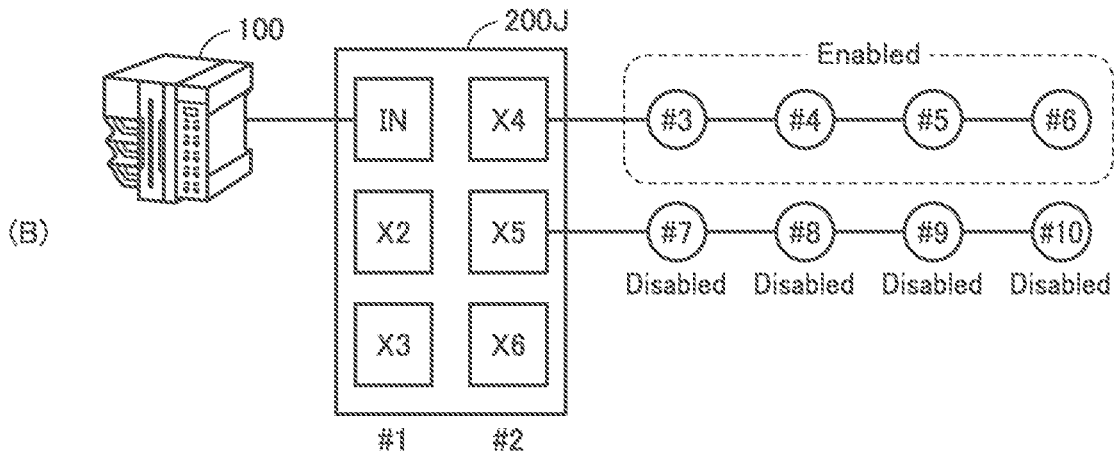 100
200J
Enabled
IN
X4
#3
#4
#5
#6
(B)
X2
X5
#7
#8
#9
#10
Disabled
Disabled
Disabled
Disabled
X3
X6
#1
#2